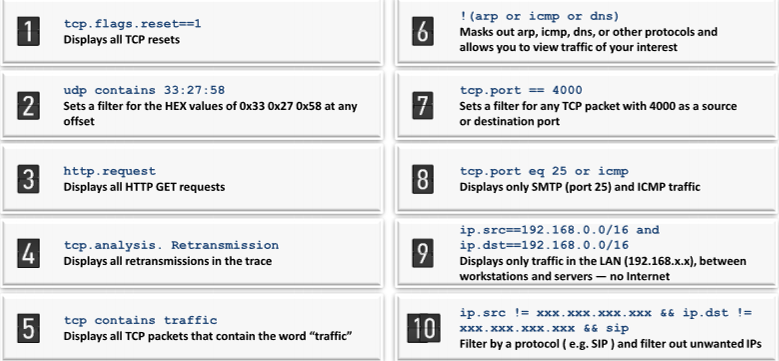 1
tcp.flags.reset==1
Displays all TCP resets
2
udp contains 33:27:58
Sets a filter for the HEX values of 0x33 0x27 0x58 at any
offset
3
http.request
Displays all HTTP GET requests
4
tcp.analysis. Retransmission
Displays all retransmissions in the trace
5
tcp contains traffic
Displays all TCP packets that contain the word “traffic”
6
!(arp or icmp or dns)
Masks out arp, icmp, dns, or other protocols and
allows you to view traffic of your interest
7
tcp.port == 4000
Sets a filter for any TCP packet with 4000 as a source
or destination port
8
tcp.port eq 25 or icmp
Displays only SMTP (port 25) and ICMP traffic
9
ip.src==192.168.0.0/16 and
ip.dst==192.168.0.0/16
Displays only traffic in the LAN (192.168.x.x), between
workstations and servers — no Internet
10
ip.src != xxx.xxx.xxx.xxx && ip.dst !=
xxx.xxx.xxx.xxx && sip
Filter by a protocol ( e.g. SIP ) and filter out unwanted IPs